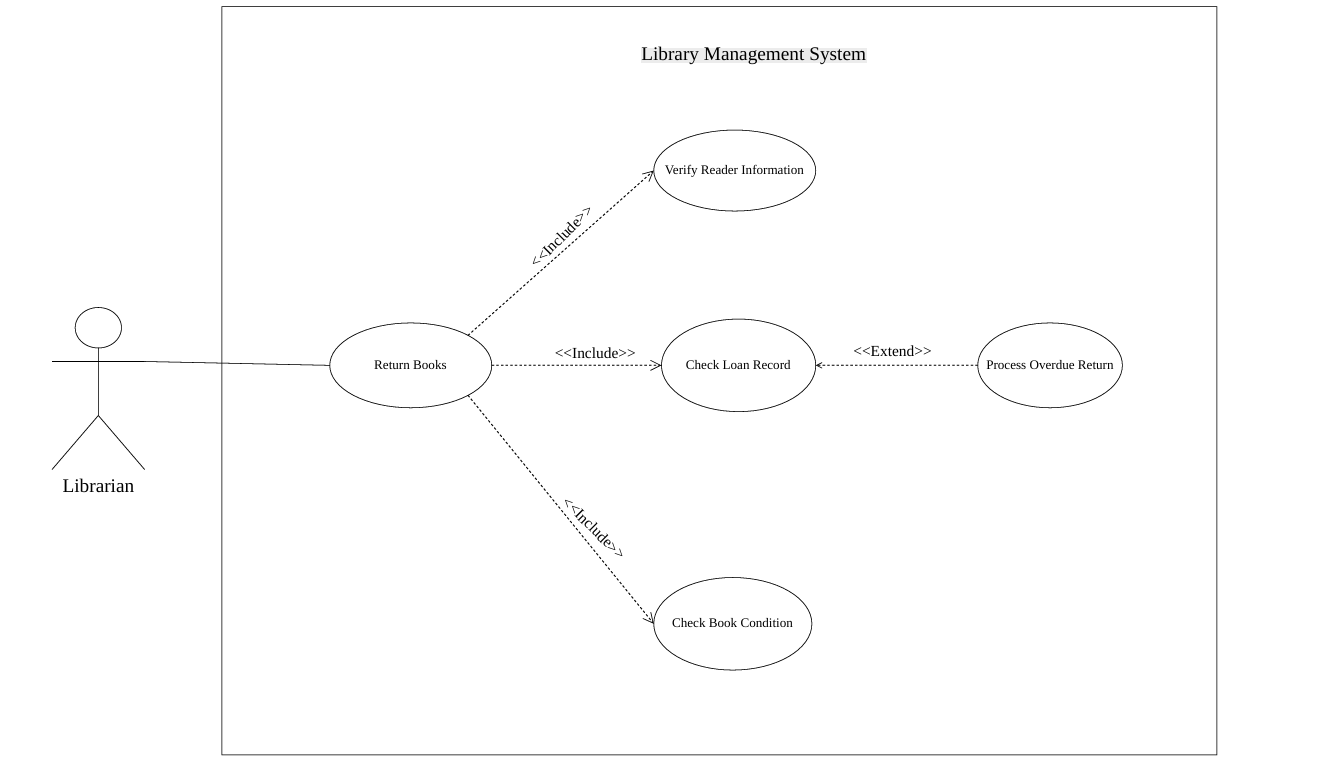 Library Management System
Verify Reader Information
<<Include>>
Return Books
<<Include>>
Check Loan Record
<<Extend>>
Process Overdue Return
Librarian
<<Include>>
Check Book Condition